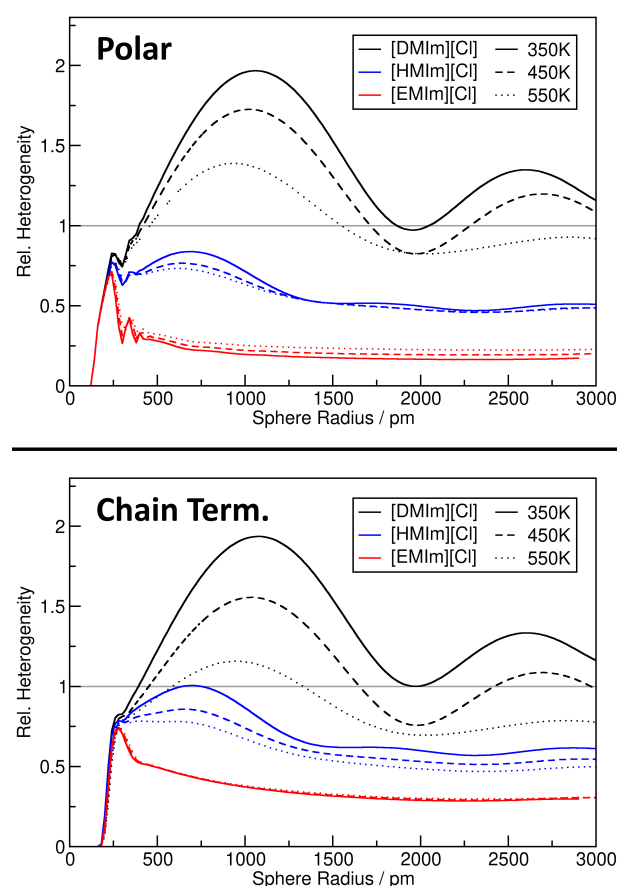 Polar
[DMIm][Cl] 350K
[HMIm][Cl] 450K
[EMIm][Cl] 550K
Rel. Heterogeneity
2
1.5
1
0.5
0
0 500 1000 1500 2000 2500 3000
Sphere Radius / pm
Chain Term.
[DMIm][Cl] 350K
[HMIm][Cl] 450K
[EMIm][Cl] 550K
Rel. Heterogeneity
2
1.5
1
0.5
0
0 500 1000 1500 2000 2500 3000
Sphere Radius / pm